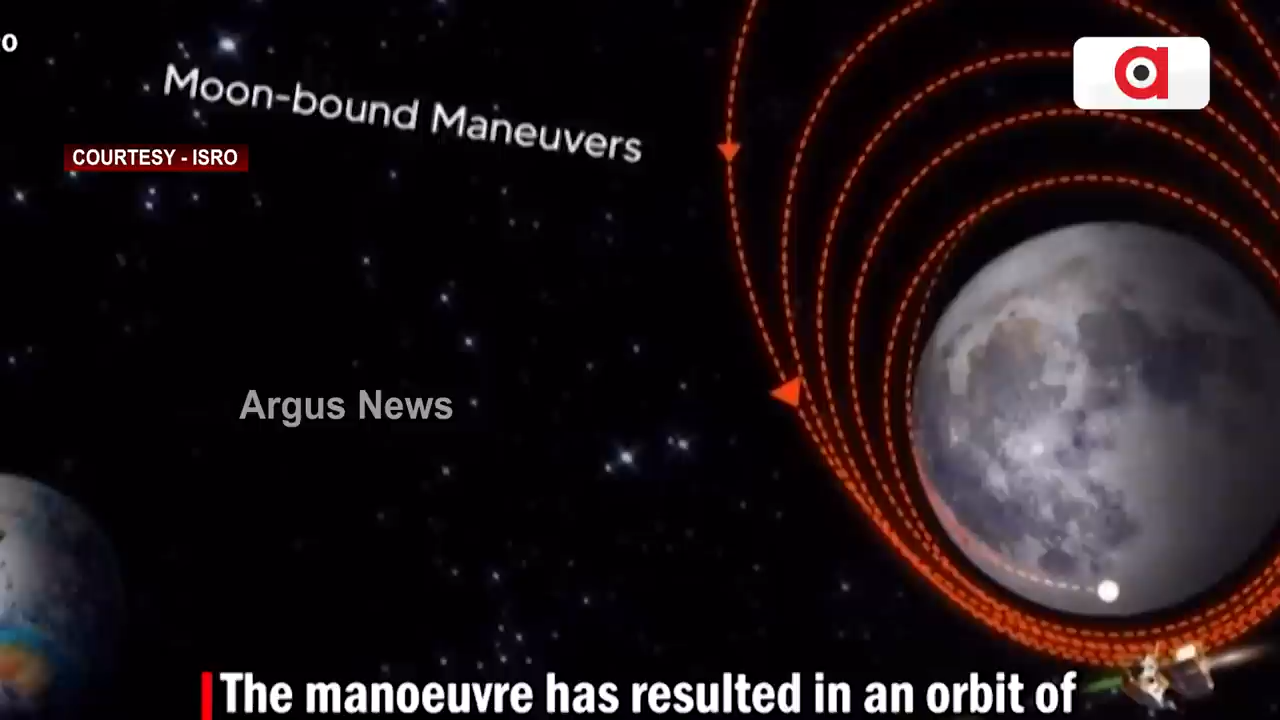 o
Moon-bound Maneuvers
COURTESY - ISRO
a
Argus News
The manoeuvre has resulted in an orbit of